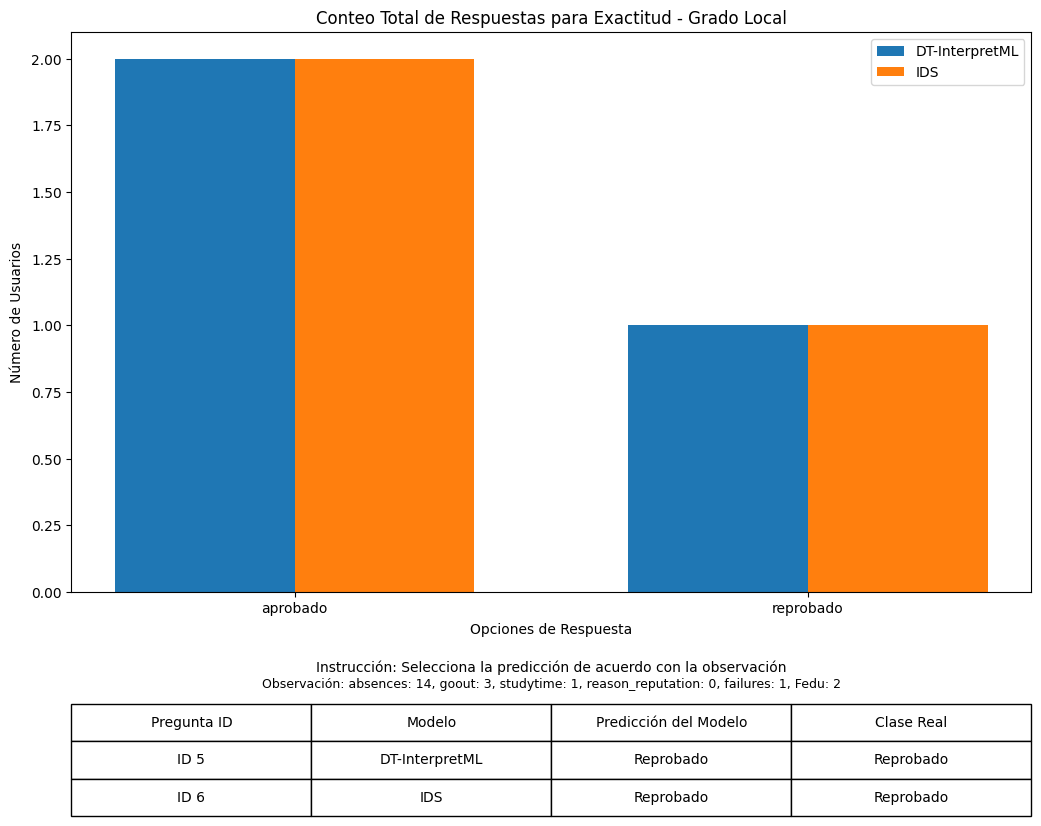 Conteo Total de Respuestas para Exactitud - Grado Local
DT-InterpretML
IDS
Número de Usuarios
2.00
1.75
1.50
1.25
1.00
0.75
0.50
0.25
0.00
aprobado
reprobado
Opciones de Respuesta
Instrucción: Selecciona la predicción de acuerdo con la observación
Observación: absences: 14, goout: 3, studytime: 1, reason_reputation: 0, failures: 1, Fedu: 2
Pregunta ID Modelo Predicción del Modelo Clase Real
ID 5 DT-InterpretML Reprobado Reprobado
ID 6 IDS Reprobado Reprobado